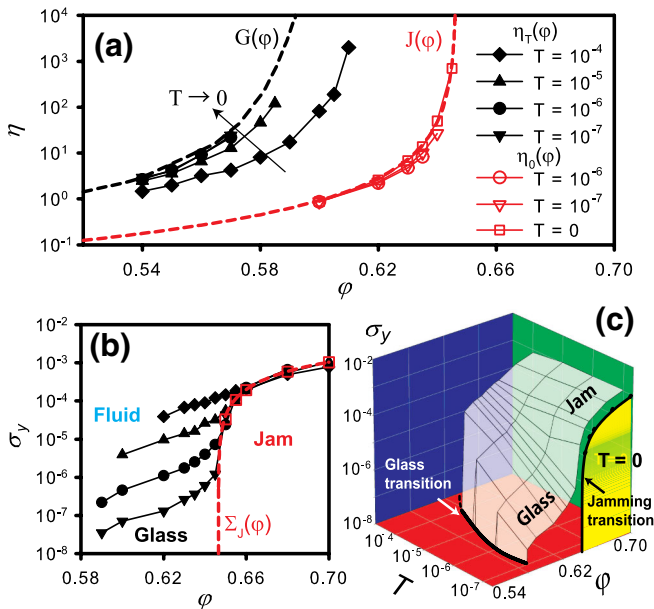 (a)
G(φ)
J(φ)
T → 0
η_T(φ)
T = 10^-4
T = 10^-5
T = 10^-6
T = 10^-7
η_0(φ)
T = 10^-6
T = 10^-7
T = 0
η
10^4
10^3
10^2
10^1
10^0
10^-1
0.54 0.58 0.62 0.66 0.70
φ
(b)
Fluid
Jam
Glass
Σ_J(φ)
σ_y
10^-2
10^-3
10^-4
10^-5
10^-6
10^-7
10^-8
0.58 0.62 0.66 0.70
φ
(c)
σ_y
10^-2
10^-4
10^-6
10^-8
Jam
Glass
T = 0
Glass
transition
Jamming
transition
10^-4
10^-5
10^-6
10^-7
T
0.54
0.62
0.70
φ